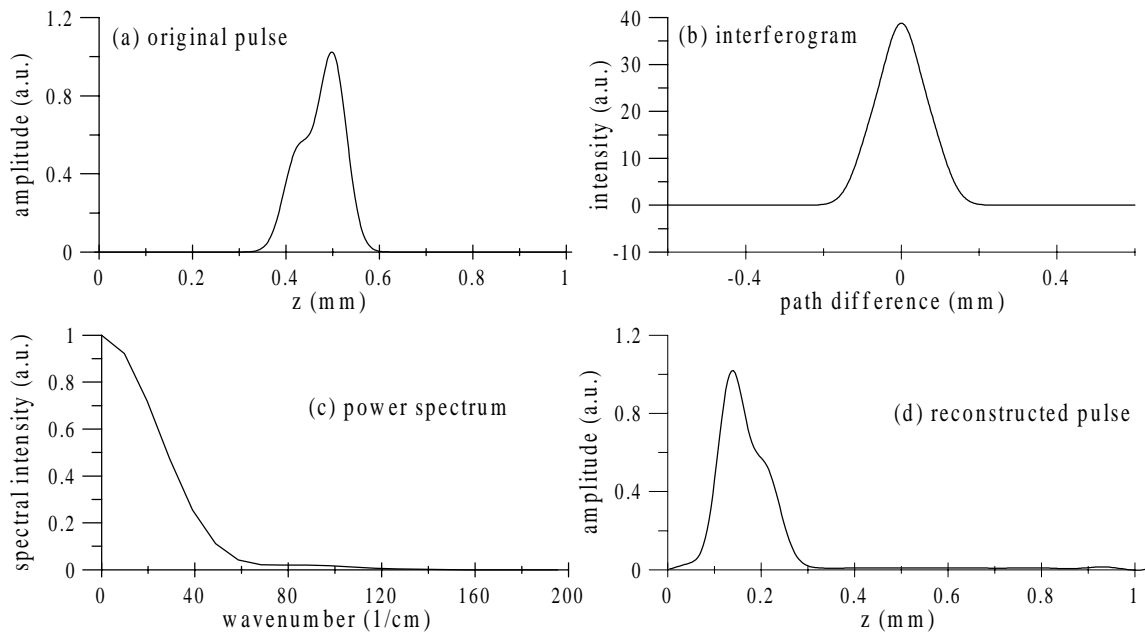 (a) original pulse
amplitude (a.u.)
1.2
0.8
0.4
0
0 0.2 0.4 0.6 0.8 1
z (mm)
(b) interferogram
intensity (a.u.)
40
30
20
10
0
-10
-0.4 0 0.4
path difference (mm)
(c) power spectrum
spectral intensity (a.u.)
1
0.8
0.6
0.4
0.2
0
0 40 80 120 160 200
wavenumber (1/cm)
(d) reconstructed pulse
amplitude (a.u.)
1.2
0.8
0.4
0
0 0.2 0.4 0.6 0.8 1
z (mm)